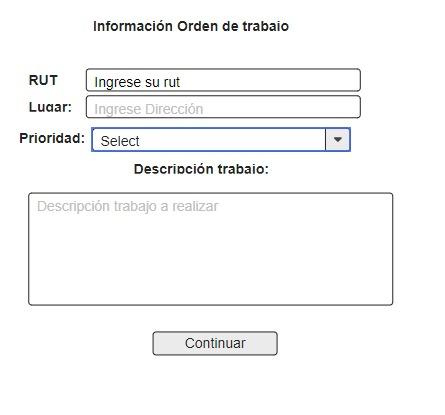 Información Orden de trabajo
RUT Ingrese su rut
Lugar: Ingrese Dirección
Prioridad: Select
Descripción trabajo:
Descripción trabajo a realizar
Continuar